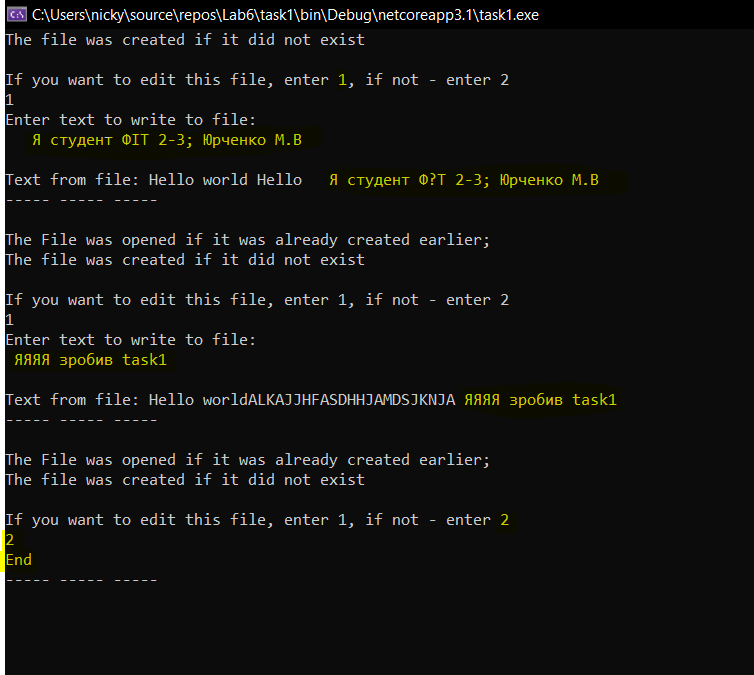 C:\Users\nicky\source\repos\Lab6\task1\bin\Debug\netcoreapp3.1\task1.exe
The file was created if it did not exist
If you want to edit this file, enter 1, if not - enter 2
1
Enter text to write to file:
Я студент ФІТ 2-3; Юрченко М.В
Text from file: Hello world Hello   Я студент Ф?Т 2-3; Юрченко М.В
----- ----- -----
The File was opened if it was already created earlier;
The file was created if it did not exist
If you want to edit this file, enter 1, if not - enter 2
1
Enter text to write to file:
ЯЯЯЯ зробив task1
Text from file: Hello worldALKAJJHFASDHHJAMDSJKNJA ЯЯЯЯ зробив task1
----- ----- -----
The File was opened if it was already created earlier;
The file was created if it did not exist
If you want to edit this file, enter 1, if not - enter 2
2
End
----- ----- -----